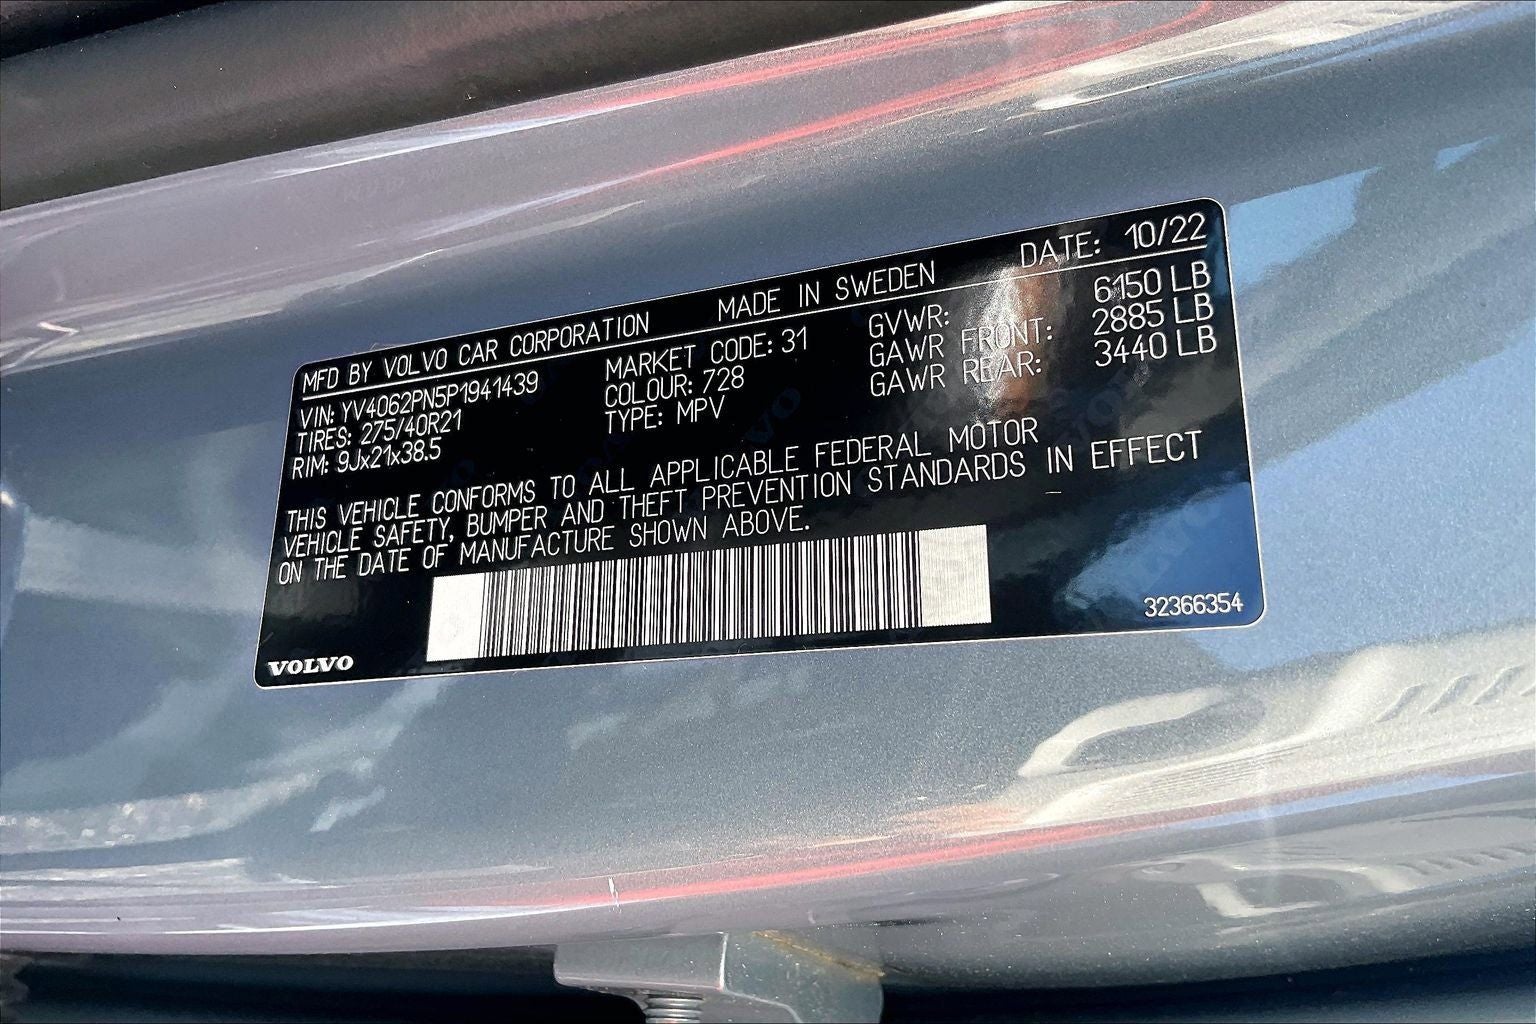 MFD BY VOLVO CAR CORPORATION MADE IN SWEDEN DATE: 10/22
VIN: YV4062PN5P1941439 MARKET CODE: 31 GVWR: 6150 LB
TIRES: 275/40R21 COLOUR: 728 GAWR FRONT: 2885 LB
RIM: 9Jx21x38.5 TYPE: MPV GAWR REAR: 3440 LB
THIS VEHICLE CONFORMS TO ALL APPLICABLE FEDERAL MOTOR
VEHICLE SAFETY, BUMPER AND THEFT PREVENTION STANDARDS IN EFFECT
ON THE DATE OF MANUFACTURE SHOWN ABOVE.
32366354
VOLVO